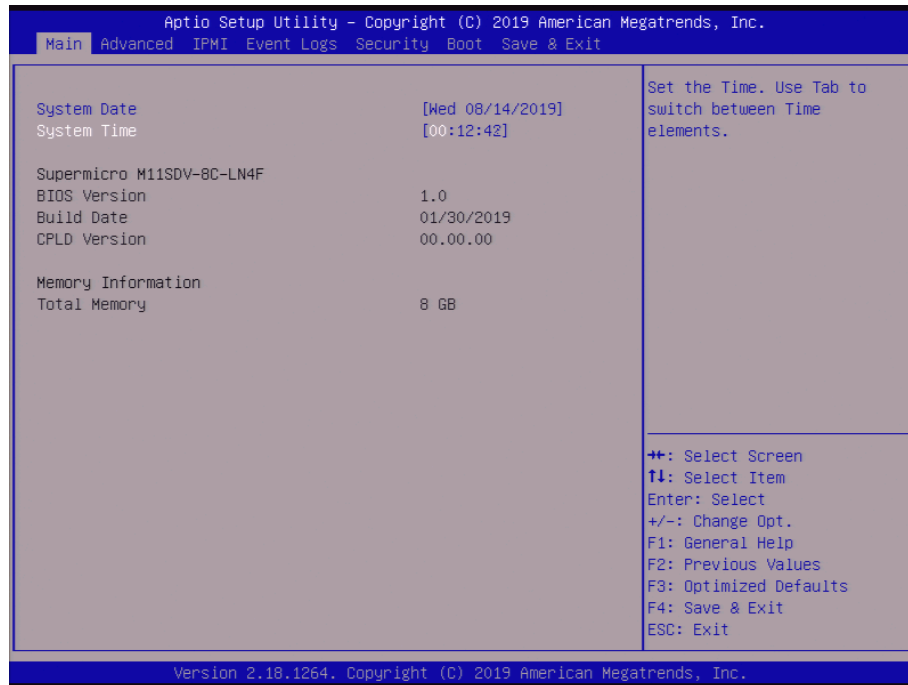 Aptio Setup Utility – Copyright (C) 2019 American Megatrends, Inc.
Main Advanced IPMI Event Logs Security Boot Save & Exit
System Date [Wed 08/14/2019]
System Time [00:12:42]
Supermicro M11SDV-8C-LN4F
BIOS Version 1.0
Build Date 01/30/2019
CPLD Version 00.00.00
Memory Information
Total Memory 8 GB
Set the Time. Use Tab to
switch between Time
elements.
→←: Select Screen
↑↓: Select Item
Enter: Select
+/-: Change Opt.
F1: General Help
F2: Previous Values
F3: Optimized Defaults
F4: Save & Exit
ESC: Exit
Version 2.18.1264. Copyright (C) 2019 American Megatrends, Inc.